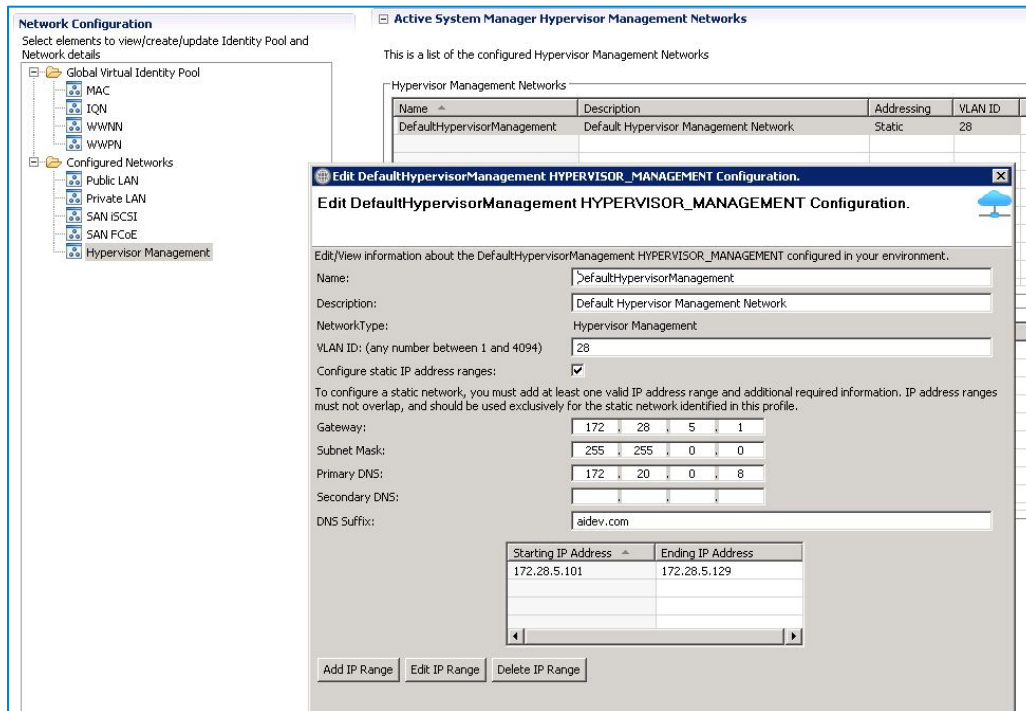 Network Configuration
Select elements to view/create/update Identity Pool and
Network details
Global Virtual Identity Pool
MAC
IQN
WWNN
WWPN
Configured Networks
Public LAN
Private LAN
SAN iSCSI
SAN FCoE
Hypervisor Management
Active System Manager Hypervisor Management Networks
This is a list of the configured Hypervisor Management Networks
Hypervisor Management Networks
Name Description Addressing VLAN ID
DefaultHypervisorManagement Default Hypervisor Management Network Static 28
Edit DefaultHypervisorManagement HYPERVISOR_MANAGEMENT Configuration.
Edit DefaultHypervisorManagement HYPERVISOR_MANAGEMENT Configuration.
Edit/View information about the DefaultHypervisorManagement HYPERVISOR_MANAGEMENT configured in your environment.
Name: DefaultHypervisorManagement
Description: Default Hypervisor Management Network
NetworkType: Hypervisor Management
VLAN ID: (any number between 1 and 4094) 28
Configure static IP address ranges:
To configure a static network, you must add at least one valid IP address range and additional required information. IP address ranges
must not overlap, and should be used exclusively for the static network identified in this profile.
Gateway: 172 . 28 . 5 . 1
Subnet Mask: 255 . 255 . 0 . 0
Primary DNS: 172 . 20 . 0 . 8
Secondary DNS: . . .
DNS Suffix: aidev.com
Starting IP Address Ending IP Address
172.28.5.101 172.28.5.129
Add IP Range Edit IP Range Delete IP Range